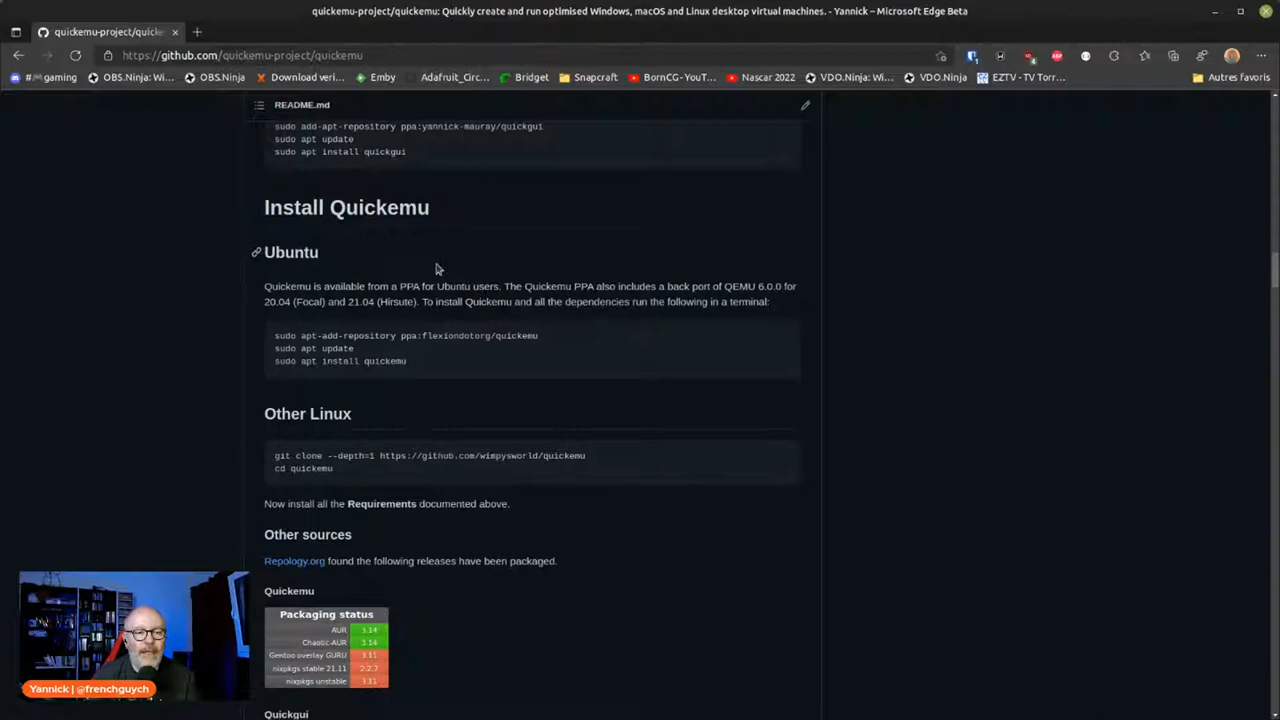 quickemu-project/quickemu: Quickly create and run optimised Windows, macOS and Linux desktop virtual machines. - Yannick – Microsoft Edge Beta
quickemu-project/quicke
https://github.com/quickemu-project/quickemu
#🎮gaming
OBS.Ninja: Wi...
OBS.Ninja
Download veri...
Emby
Adafruit_Circ...
Bridget
Snapcraft
BornCG - YouT...
Nascar 2022
VDO.Ninja: Wi...
VDO.Ninja
EZTV - TV Torr...
Autres favoris
README.md
sudo add-apt-repository ppa:yannick-mauray/quickgui
sudo apt update
sudo apt install quickgui
Install Quickemu
Ubuntu
Quickemu is available from a PPA for Ubuntu users. The Quickemu PPA also includes a back port of QEMU 6.0.0 for
20.04 (Focal) and 21.04 (Hirsute). To install Quickemu and all the dependencies run the following in a terminal:
sudo apt-add-repository ppa:flexiondotorg/quickemu
sudo apt update
sudo apt install quickemu
Other Linux
git clone --depth=1 https://github.com/wimpysworld/quickemu
cd quickemu
Now install all the Requirements documented above.
Other sources
Repology.org found the following releases have been packaged.
Quickemu
Packaging status
AUR 3.14
Chaotic-AUR 3.14
Gentoo overlay GURU 3.11
nixpkgs stable 21.11 2.2.7
nixpkgs unstable 3.11
Quickgui
Yannick | @frenchguych